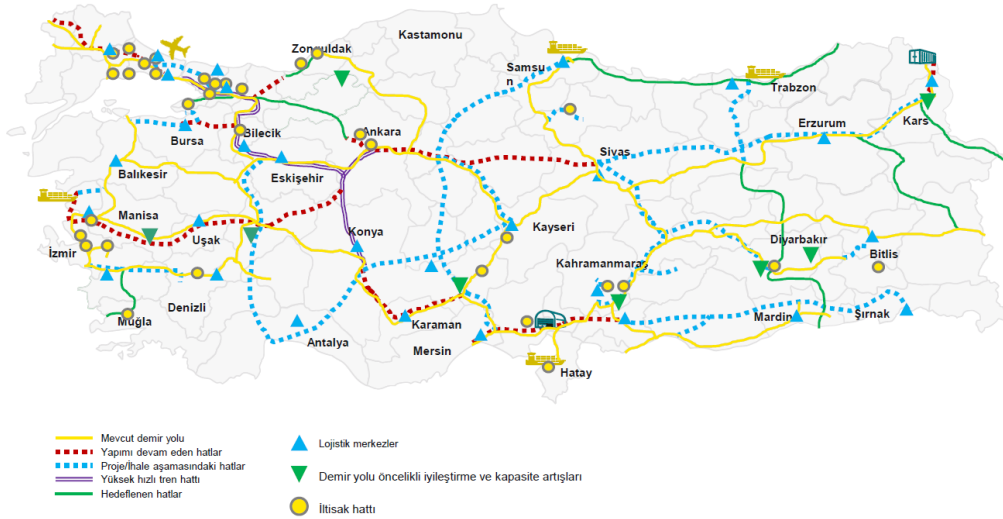 Kastamonu
Zonguldak
Samsu
n
Trabzon
Ankara
Erzurum
Kars
Bilecik
Bursa
Sivas
Eskişehir
Balıkesir
Manisa
Uşak
Konya
Kayseri
Diyarbakır
İzmir
Kahramanmaraş
Bitlis
Denizli
Muğla
Karaman
Mardin
Şırnak
Antalya
Mersin
Hatay
Mevcut demir yolu
Yapımı devam eden hatlar
Proje/İhale aşamasındaki hatlar
Yüksek hızlı tren hattı
Hedeflenen hatlar
Lojistik merkezler
Demir yolu öncelikli iyileştirme ve kapasite artışları
İltisak hattı